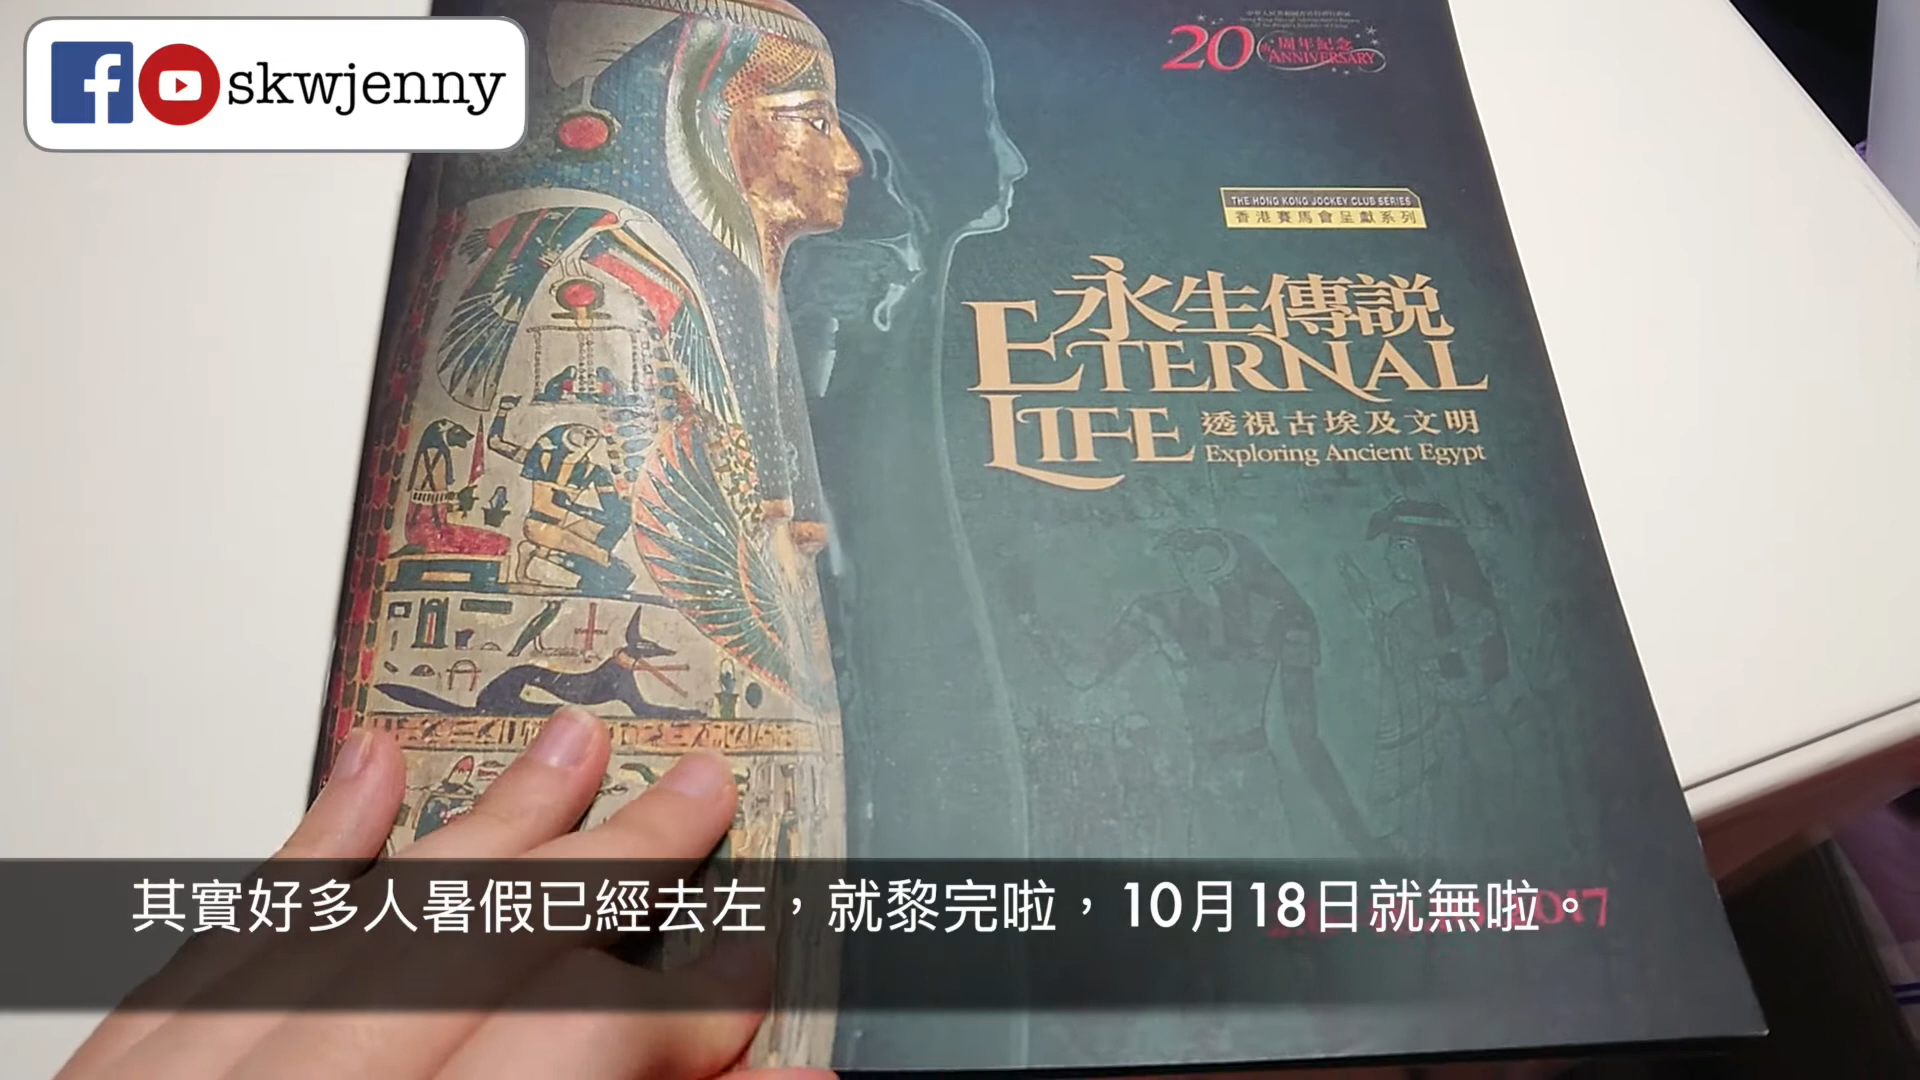 skwjenny
20th 周年紀念
ANNIVERSARY
THE HONG KONG JOCKEY CLUB SERIES
香港賽馬會呈獻系列
永生傳説
ETERNAL
LIFE 透視古埃及文明
Exploring Ancient Egypt
其實好多人暑假已經去左，就黎完啦，10月18日就無啦。